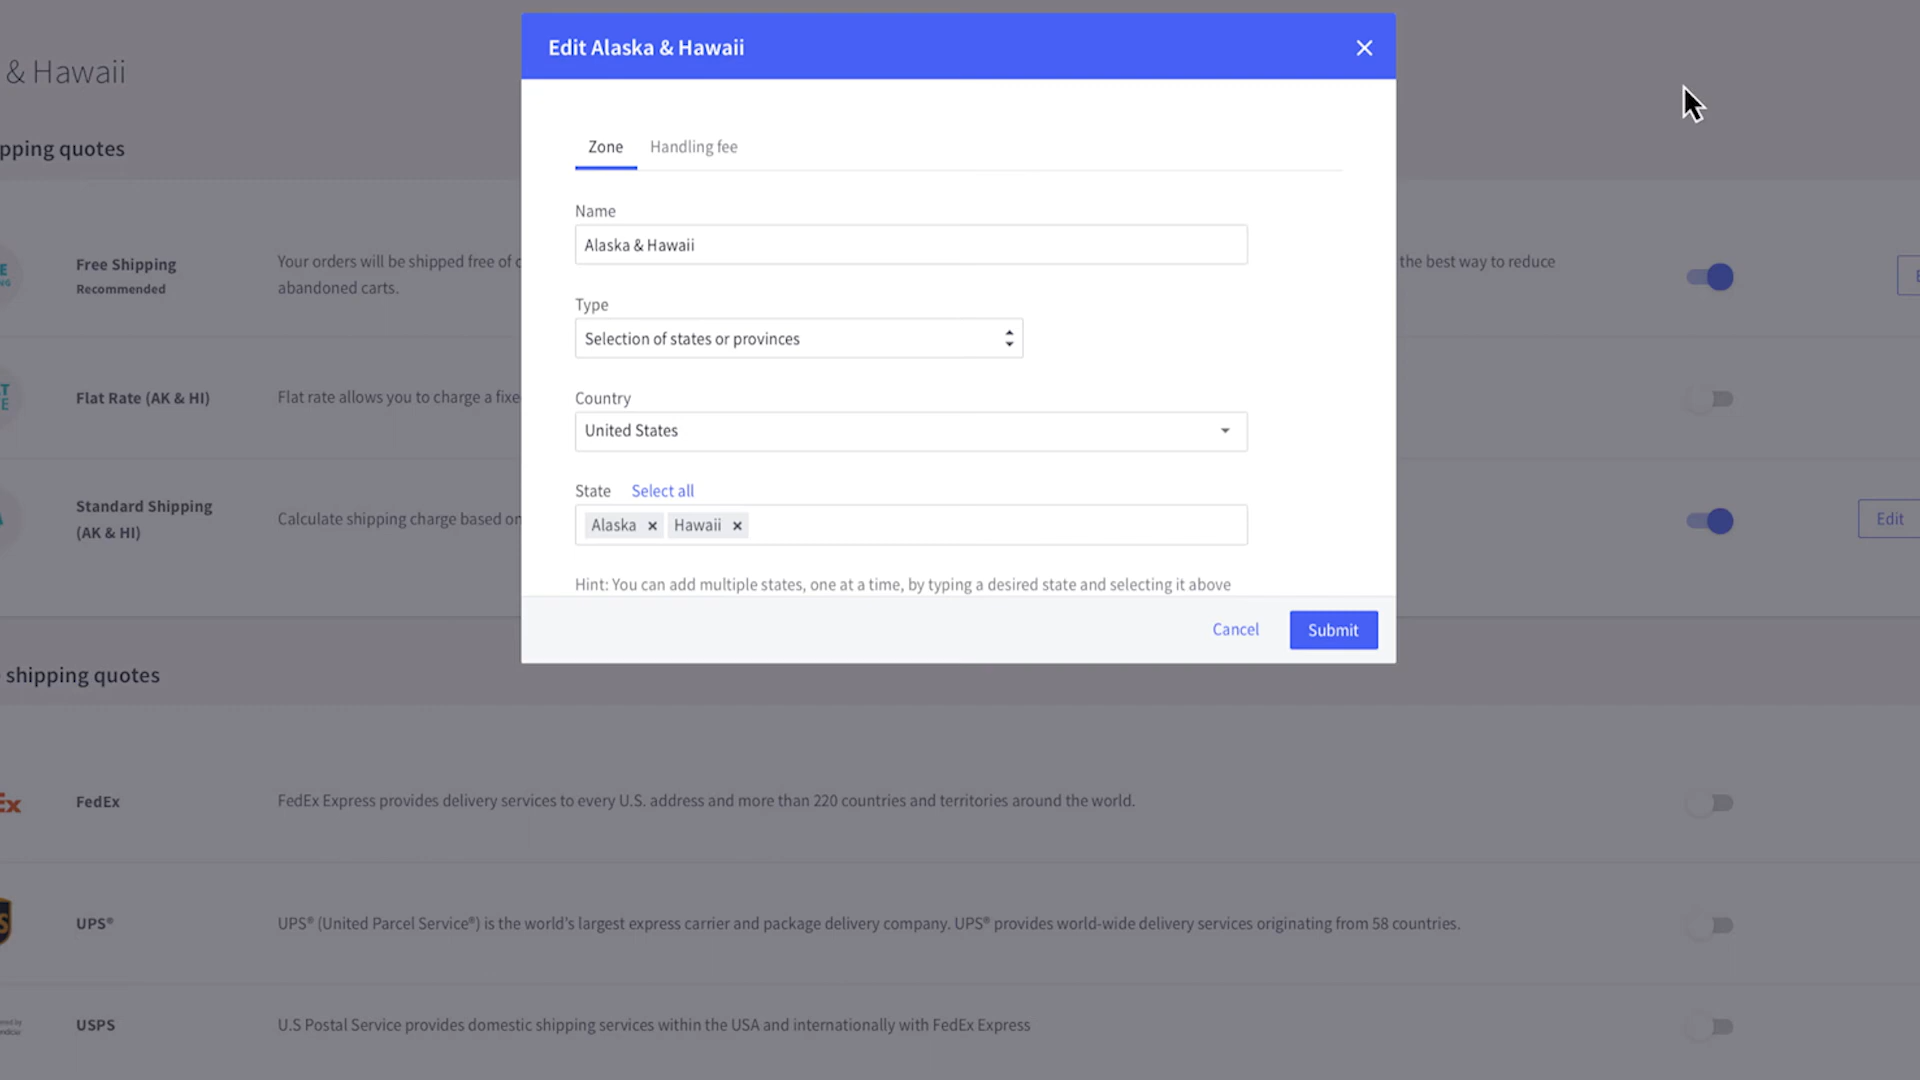 Edit Alaska & Hawaii
& Hawaii
Zone Handling fee
pping quotes
Name
Alaska & Hawaii
Free Shipping
Recommended
Your orders will be shipped free of
the best way to reduce
abandoned carts.
Type
Selection of states or provinces
Flat Rate (AK & HI)
Flat rate allows you to charge a fixe
Country
United States
State Select all
Alaska Hawaii
Standard Shipping
(AK & HI)
Calculate shipping charge based on
Edit
Hint: You can add multiple states, one at a time, by typing a desired state and selecting it above
Cancel Submit
shipping quotes
Ex
FedEx
FedEx Express provides delivery services to every U.S. address and more than 220 countries and territories around the world.
UPS®
UPS® (United Parcel Service®) is the world's largest express carrier and package delivery company. UPS® provides world-wide delivery services originating from 58 countries.
USPS
U.S Postal Service provides domestic shipping services within the USA and internationally with FedEx Express